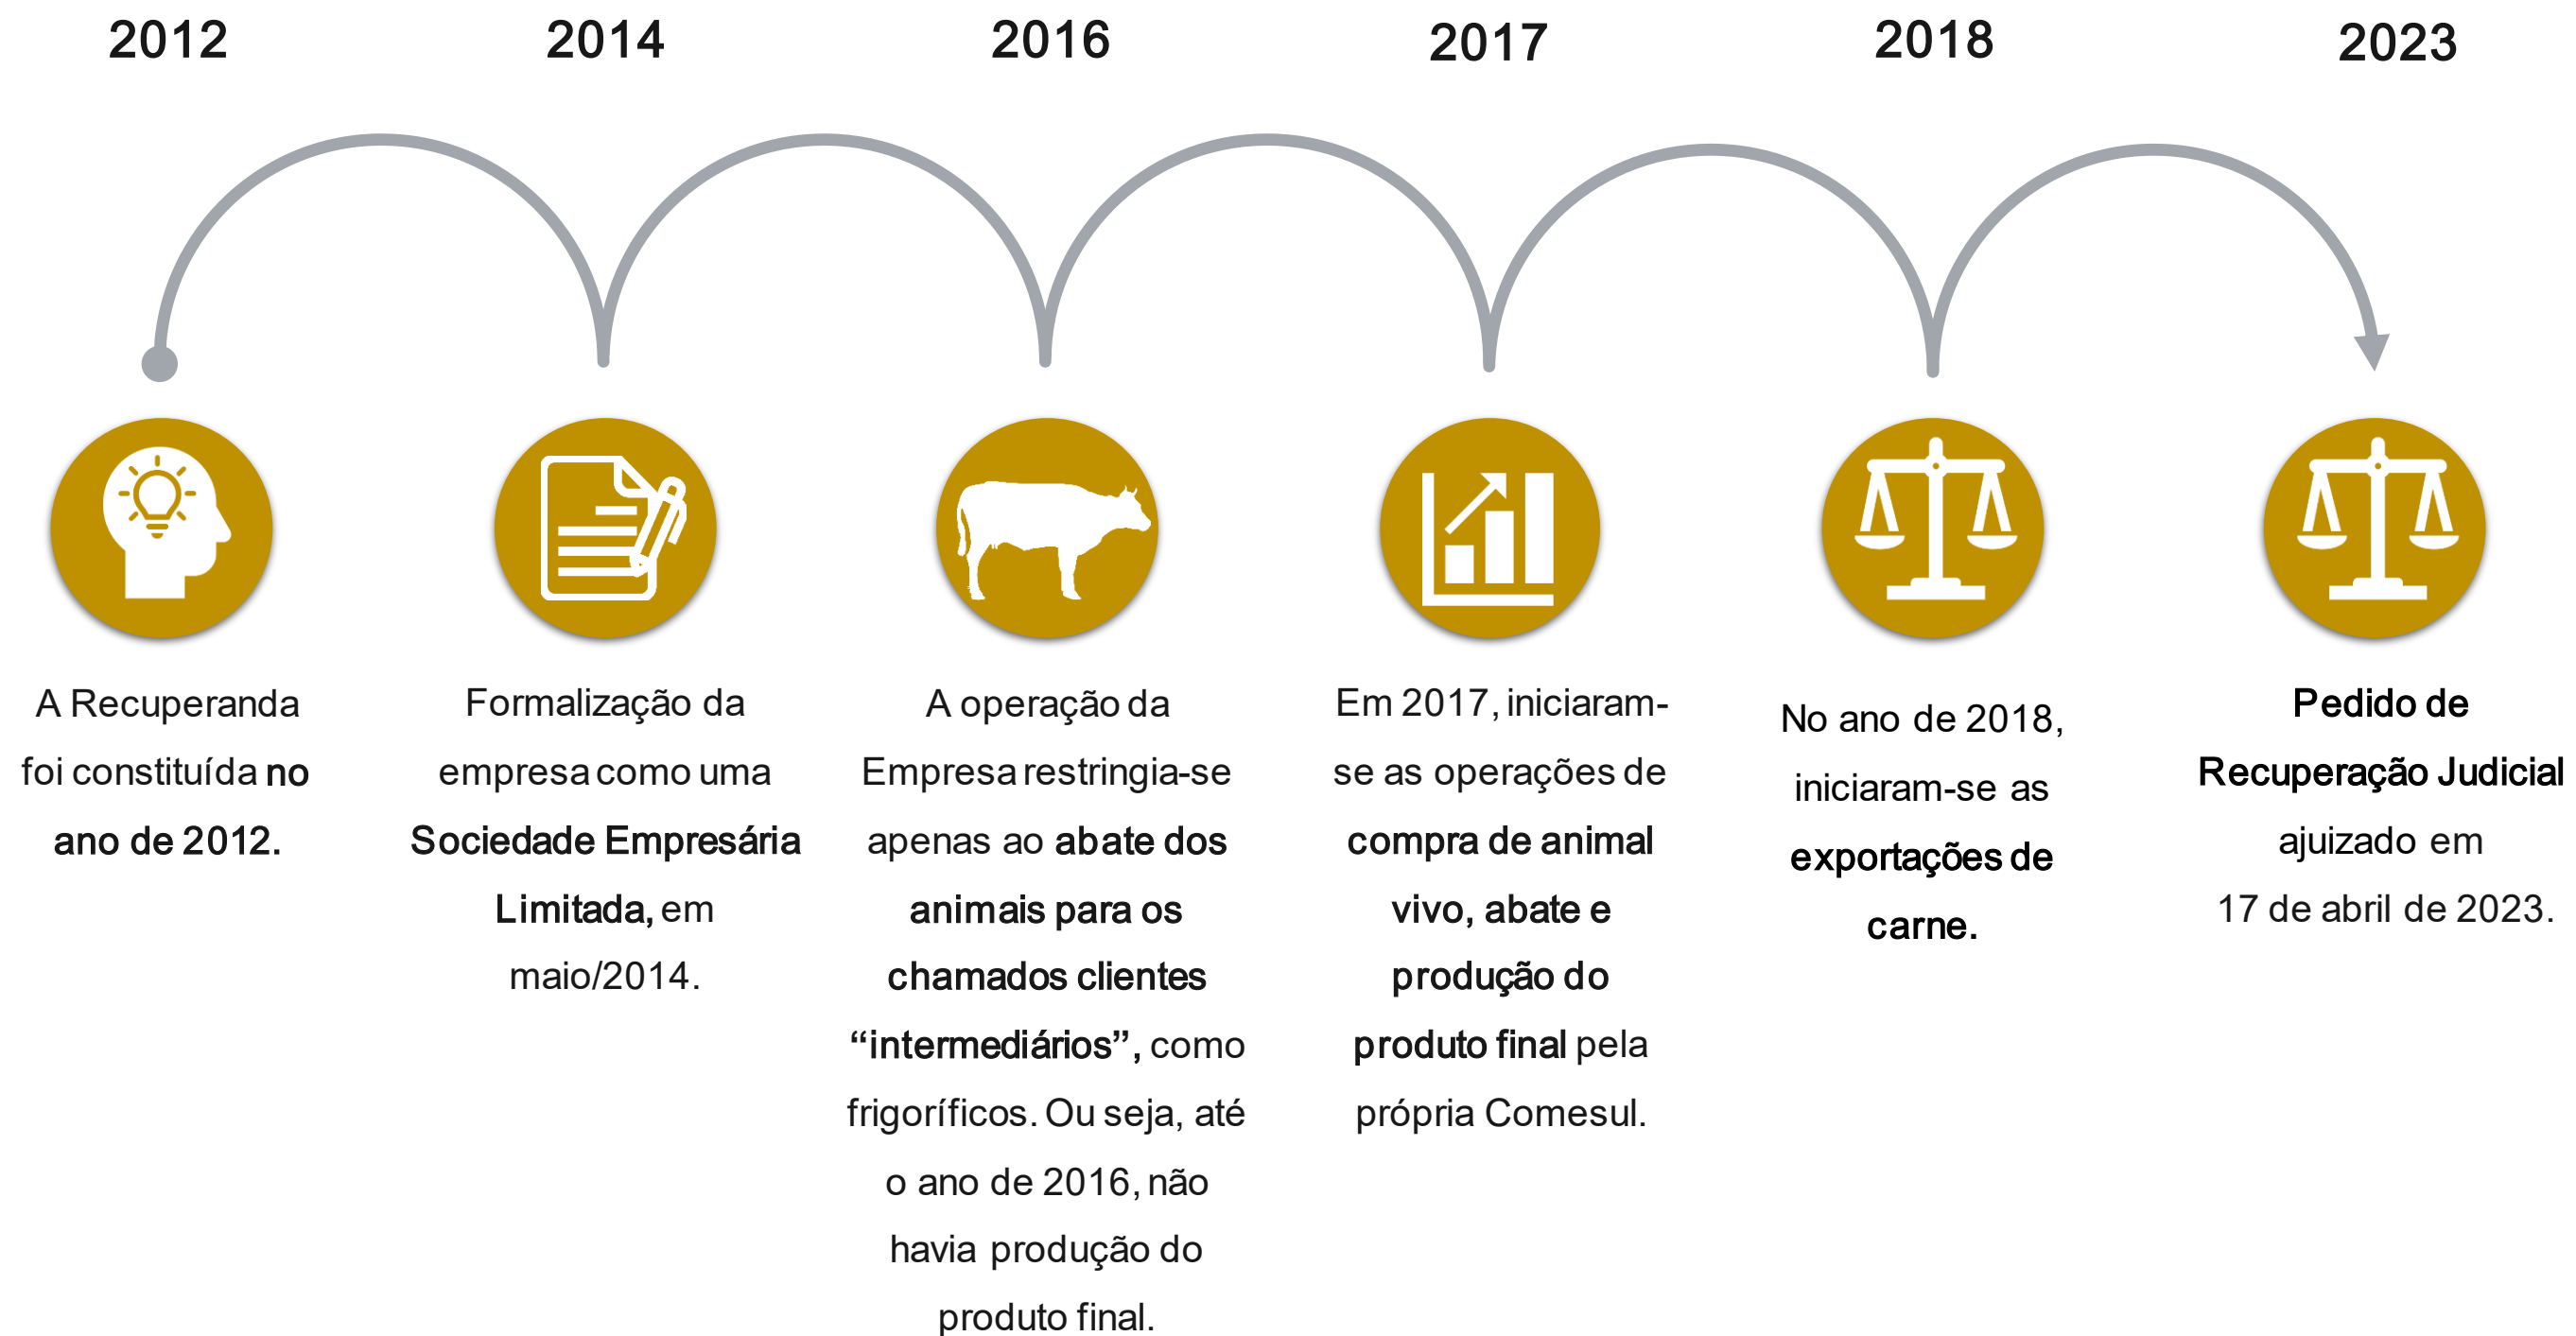 2012
2014
2016
2017
2018
2023
A Recuperanda
foi constituída no
ano de 2012.
Formalização da
empresa como uma
Sociedade Empresária
Limitada, em
maio/2014.
A operação da
Empresa restringia-se
apenas ao abate dos
animais para os
chamados clientes
“intermediários”, como
frigoríficos. Ou seja, até
o ano de 2016, não
havia produção do
produto final.
Em 2017, iniciaram-
se as operações de
compra de animal
vivo, abate e
produção do
produto final pela
própria Comesul.
No ano de 2018,
iniciaram-se as
exportações de
carne.
Pedido de
Recuperação Judicial
ajuizado em
17 de abril de 2023.